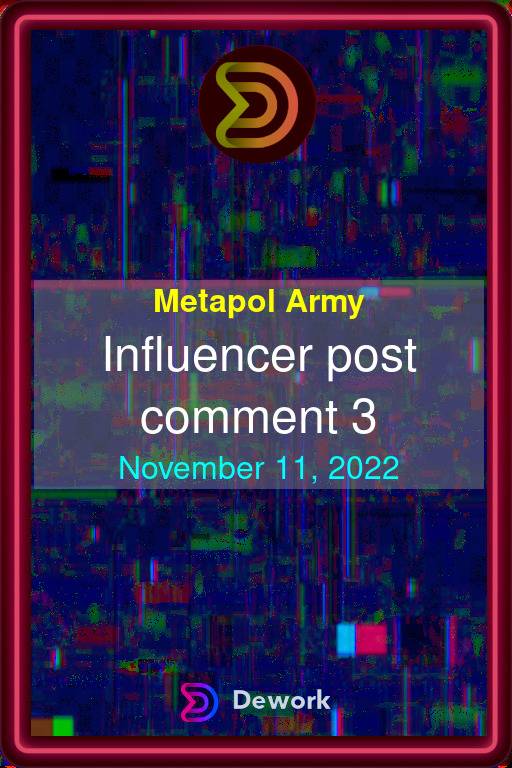 Metapol Army
Influencer post
comment 3
November 11, 2022
Dework